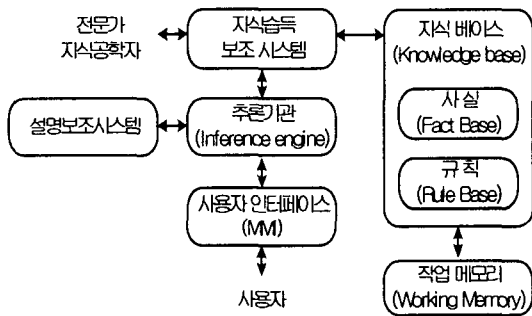 전문가
지식공학자
지식습득
보조 시스템
지식 베이스
(Knowledge base)
사 실
(Fact Base)
규 칙
(Rule Base)
설명보조시스템
추론기관
(Inference engine)
사용자 인터페이스
(MMI)
사용자
작업 메모리
(Working Memory)